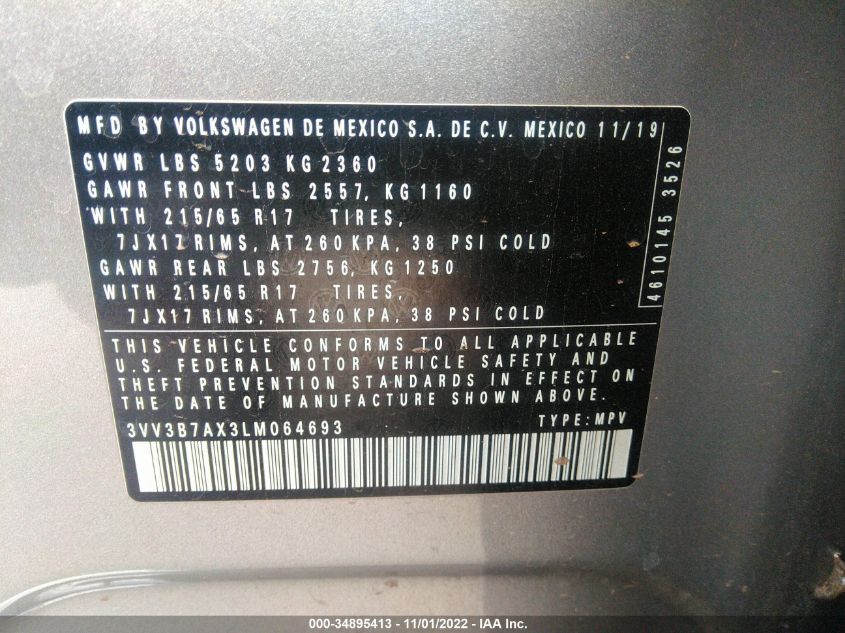 MFD BY VOLKSWAGEN DE MEXICO S.A. DE C.V. MEXICO 11/19
GVWR LBS 5203 KG 2360
GAWR FRONT LBS 2557, KG 1160
WITH 215/65 R17 TIRES,
7JX17 RIMS, AT 260 KPA, 38 PSI COLD
GAWR REAR LBS 2756, KG 1250
WITH 215/65 R17 TIRES,
7JX17 RIMS, AT 260 KPA, 38 PSI COLD
4610145 3526
THIS VEHICLE CONFORMS TO ALL APPLICABLE
U.S. FEDERAL MOTOR VEHICLE SAFETY AND
THEFT PREVENTION STANDARDS IN EFFECT ON
THE DATE OF MANUFACTURE SHOWN ABOVE.
3VV3B7AX3LM064693 TYPE: MPV
000-34895413 - 11/01/2022 - IAA Inc.